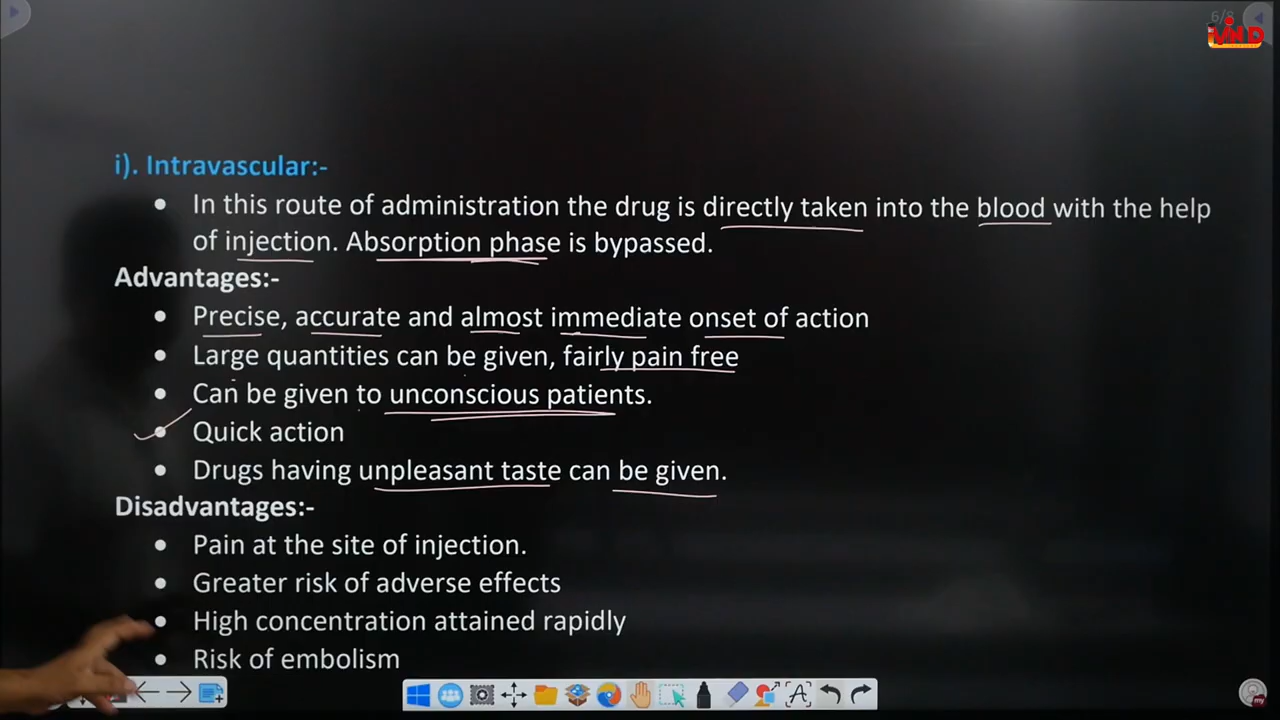 6/8
i). Intravascular:-
• In this route of administration the drug is directly taken into the blood with the help
of injection. Absorption phase is bypassed.
Advantages:-
• Precise, accurate and almost immediate onset of action
• Large quantities can be given, fairly pain free
• Can be given to unconscious patients.
• Quick action
• Drugs having unpleasant taste can be given.
Disadvantages:-
• Pain at the site of injection.
• Greater risk of adverse effects
• High concentration attained rapidly
• Risk of embolism
A
my